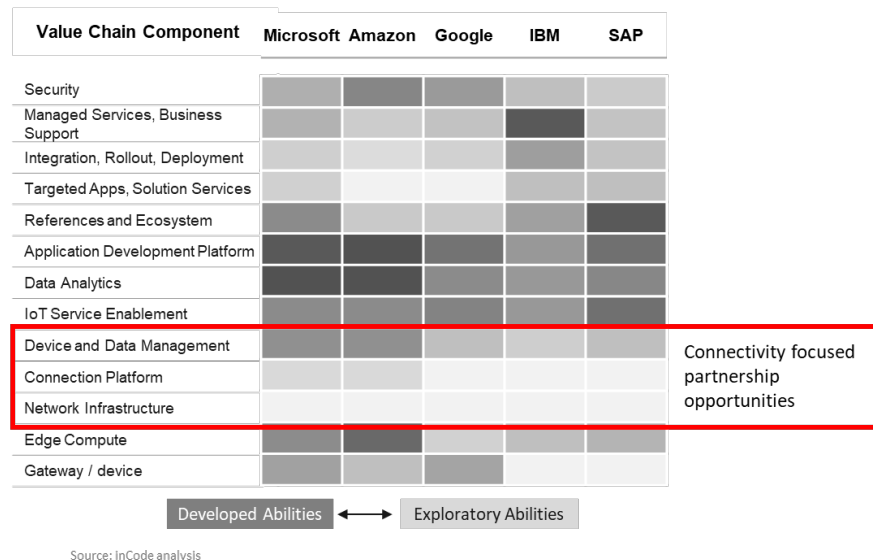 Value Chain Component Microsoft Amazon Google IBM SAP
Security
Managed Services, Business
Support
Integration, Rollout, Deployment
Targeted Apps, Solution Services
References and Ecosystem
Application Development Platform
Data Analytics
IoT Service Enablement
Device and Data Management
Connection Platform
Network Infrastructure
Connectivity focused
partnership
opportunities
Edge Compute
Gateway / device
Developed Abilities Exploratory Abilities
Source: InCode analysis